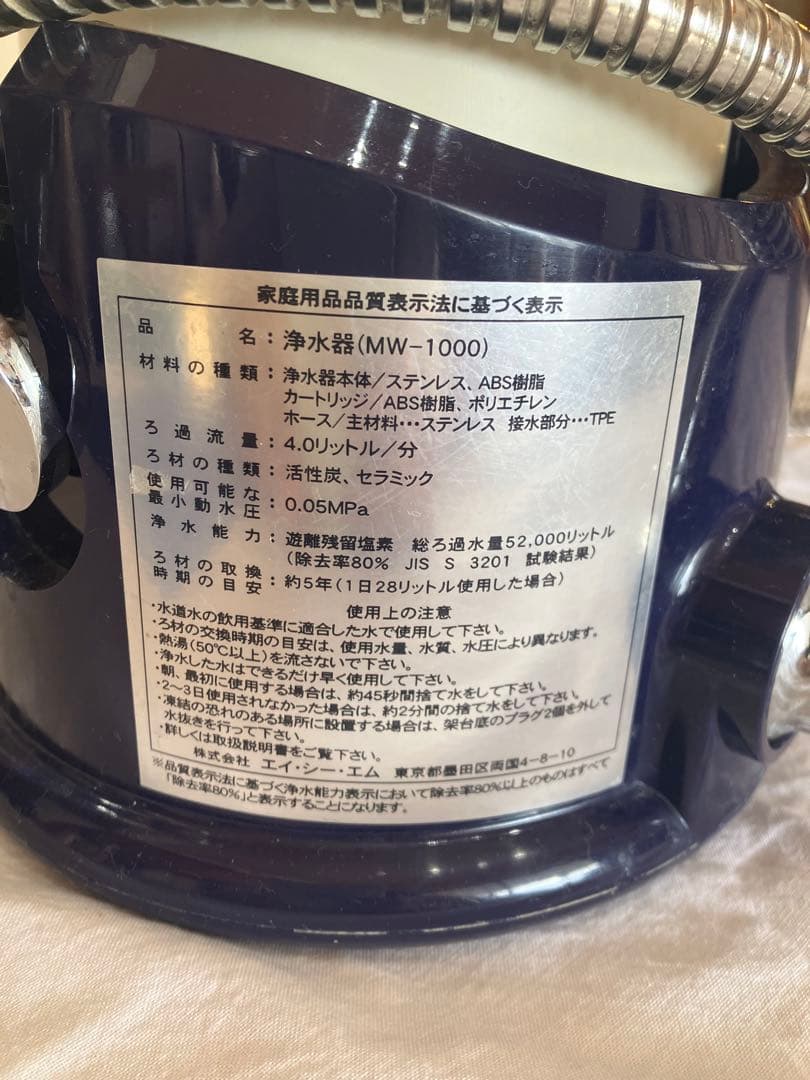 家庭用品品質表示法に基づく表示
品名：浄水器(MW-1000)
材料の種類：浄水器本体/ステンレス、ABS樹脂
カートリッジ/ABS樹脂、ポリエチレン
ホース/主材料…ステンレス 接水部分…TPE
ろ過流量：4.0リットル/分
ろ材の種類：活性炭、セラミック
使用可能な
最小動水圧：0.05MPa
浄水能力：遊離残留塩素 総ろ過水量52,000リットル
(除去率80% JIS S 3201 試験結果)
ろ材の取換
時期の目安：約5年(1日28リットル使用した場合)
使用上の注意
・水道水の飲用基準に適合した水で使用して下さい。
・ろ材の交換時期の目安は、使用水量、水質、水圧により異なります。
・熱湯(50℃以上)を流さないで下さい。
・浄水した水はできるだけ早く使用して下さい。
・朝、最初に使用する場合は、約45秒間捨て水をして下さい。
・2～3日使用されなかった場合は、約2分間の捨て水をして下さい。
・凍結の恐れのある場所に設置する場合は、架台底のプラグ2個を外して
水抜きを行って下さい。
・詳しくは取扱説明書をご覧下さい。
株式会社 エイ・シー・エム 東京都墨田区両国4-8-10
※品質表示法に基づく浄水能力表示において除去率80%以上のものはすべて
「除去率80%」と表示することになります。